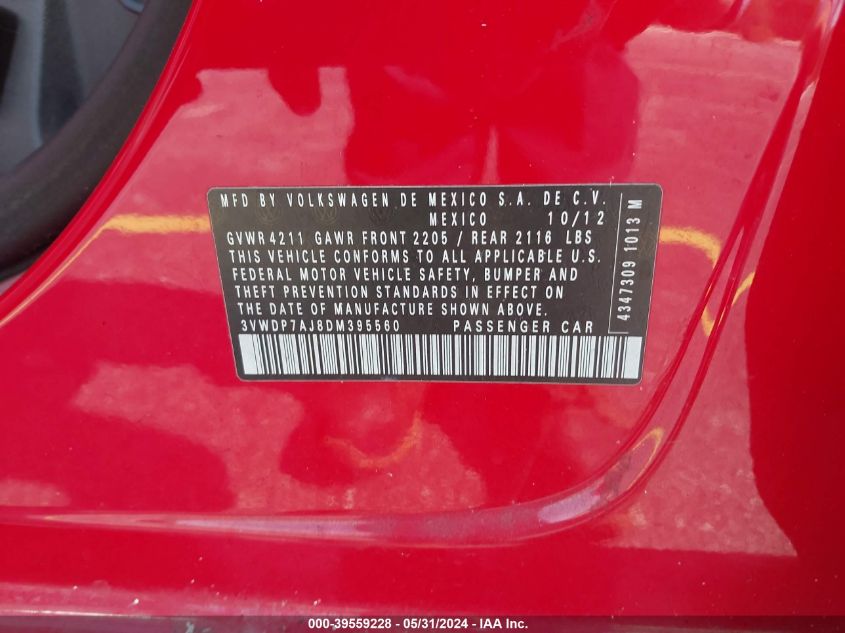 MFD BY VOLKSWAGEN DE MEXICO S.A. DE C.V.
MEXICO 10/12
GVWR 4211 GAWR FRONT 2205 / REAR 2116 LBS
THIS VEHICLE CONFORMS TO ALL APPLICABLE U.S.
FEDERAL MOTOR VEHICLE SAFETY, BUMPER AND
THEFT PREVENTION STANDARDS IN EFFECT ON
THE DATE OF MANUFACTURE SHOWN ABOVE.
3VWDP7AJ8DM395560 PASSENGER CAR
4347309 1013 M
000-39559228 - 05/31/2024 - IAA Inc.